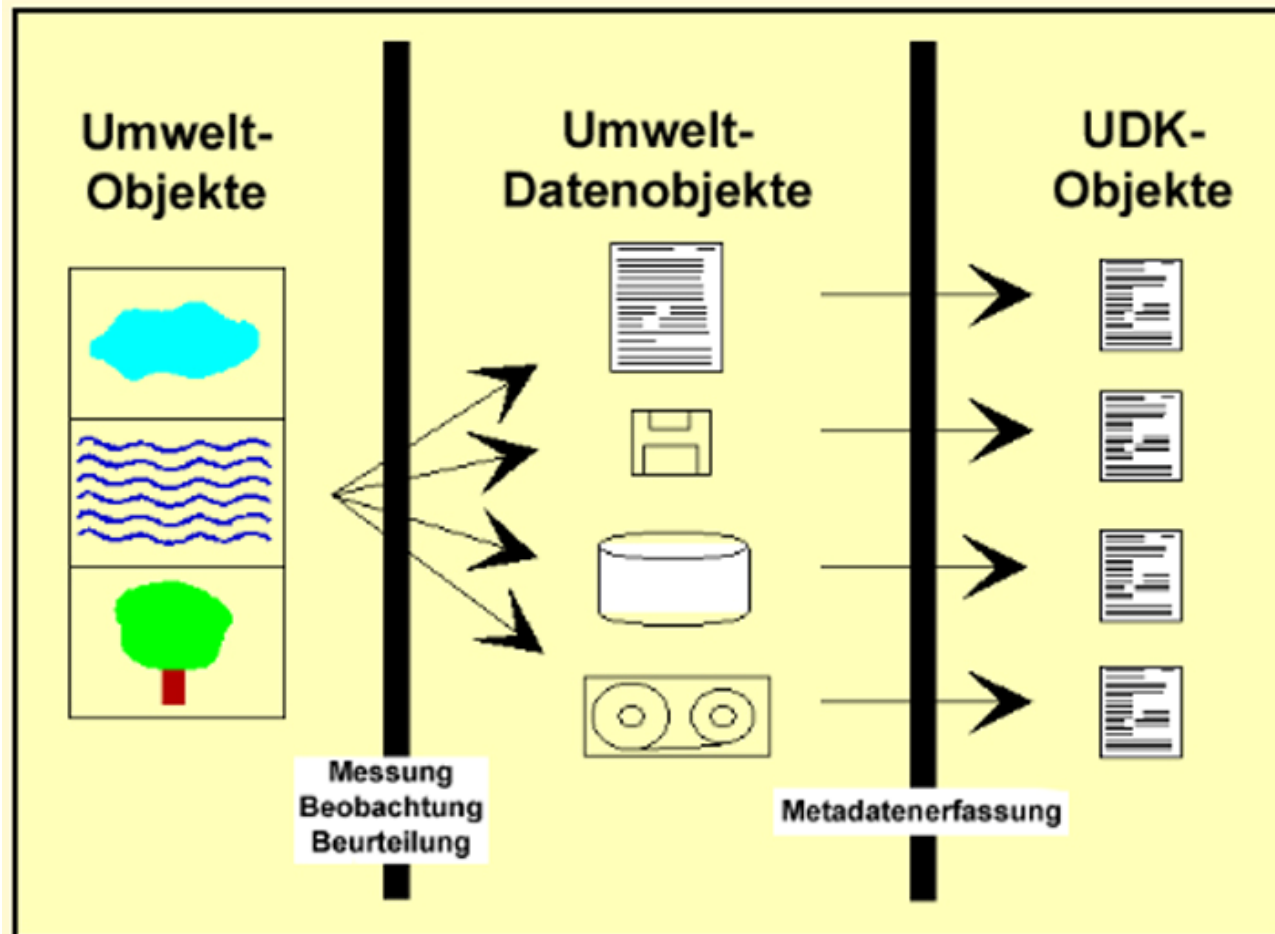 Umwelt-
Objekte
Umwelt-
Datenobjekte
UDK-
Objekte
Messung
Beobachtung
Beurteilung
Metadatenerfassung